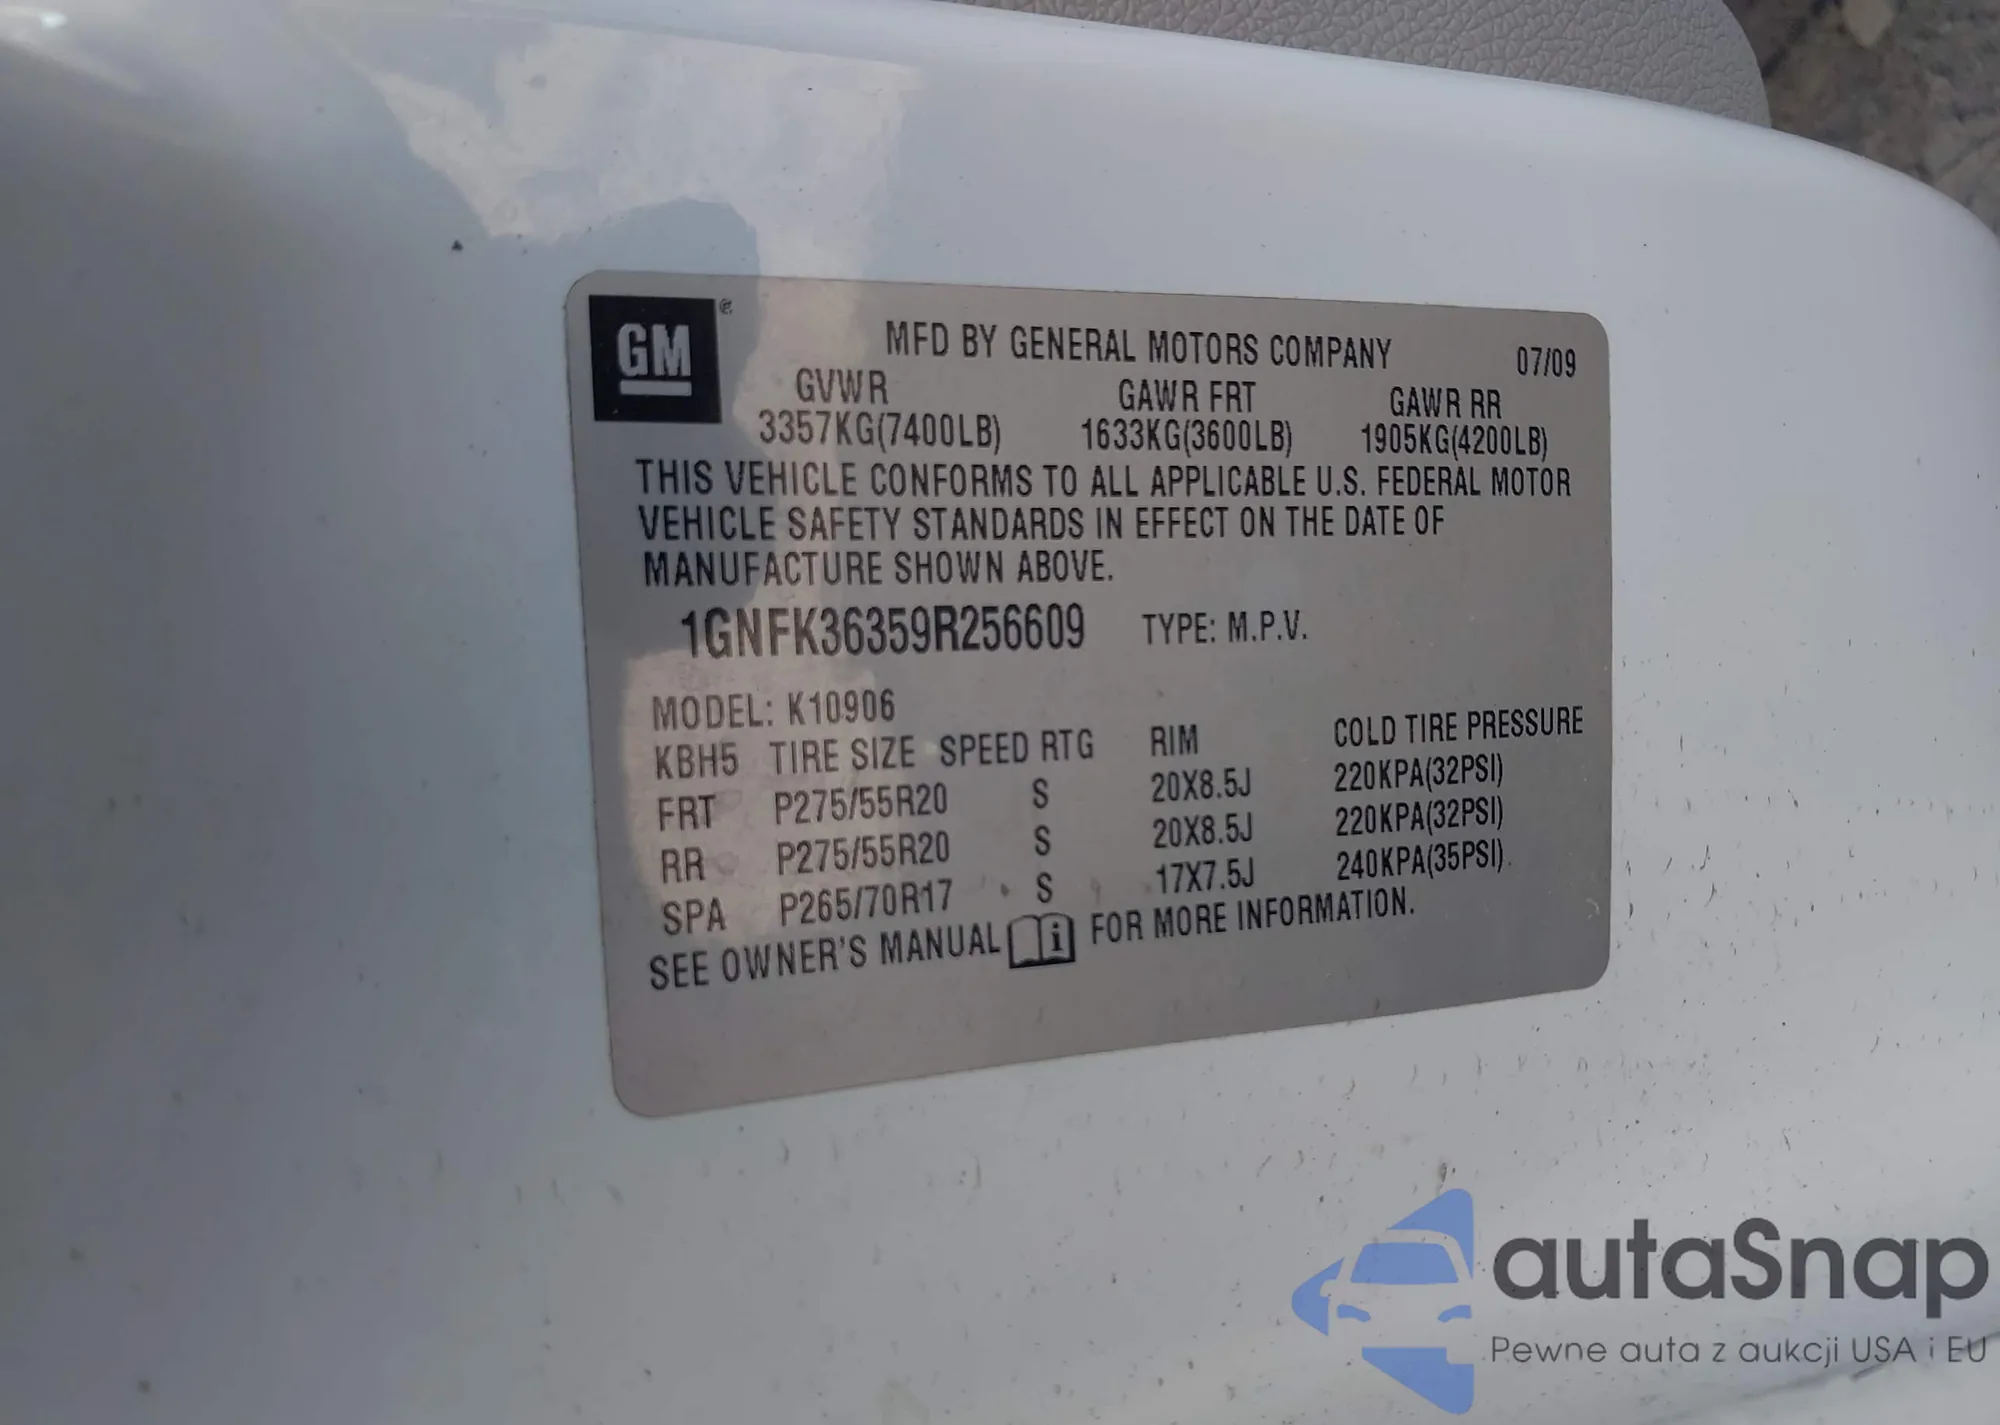 GM
MFD BY GENERAL MOTORS COMPANY 07/09
GVWR GAWR FRT GAWR RR
3357KG(7400LB) 1633KG(3600LB) 1905KG(4200LB)
THIS VEHICLE CONFORMS TO ALL APPLICABLE U.S. FEDERAL MOTOR
VEHICLE SAFETY STANDARDS IN EFFECT ON THE DATE OF
MANUFACTURE SHOWN ABOVE.
1GNFK36359R256609 TYPE: M.P.V.
MODEL: K10906
KBH5 TIRE SIZE SPEED RTG RIM COLD TIRE PRESSURE
FRT P275/55R20 S 20X8.5J 220KPA(32PSI)
RR P275/55R20 S 20X8.5J 220KPA(32PSI)
SPA P265/70R17 S 17X7.5J 240KPA(35PSI)
SEE OWNER'S MANUAL i FOR MORE INFORMATION.
autaSnap
Pewne auta z aukcji USA i EU